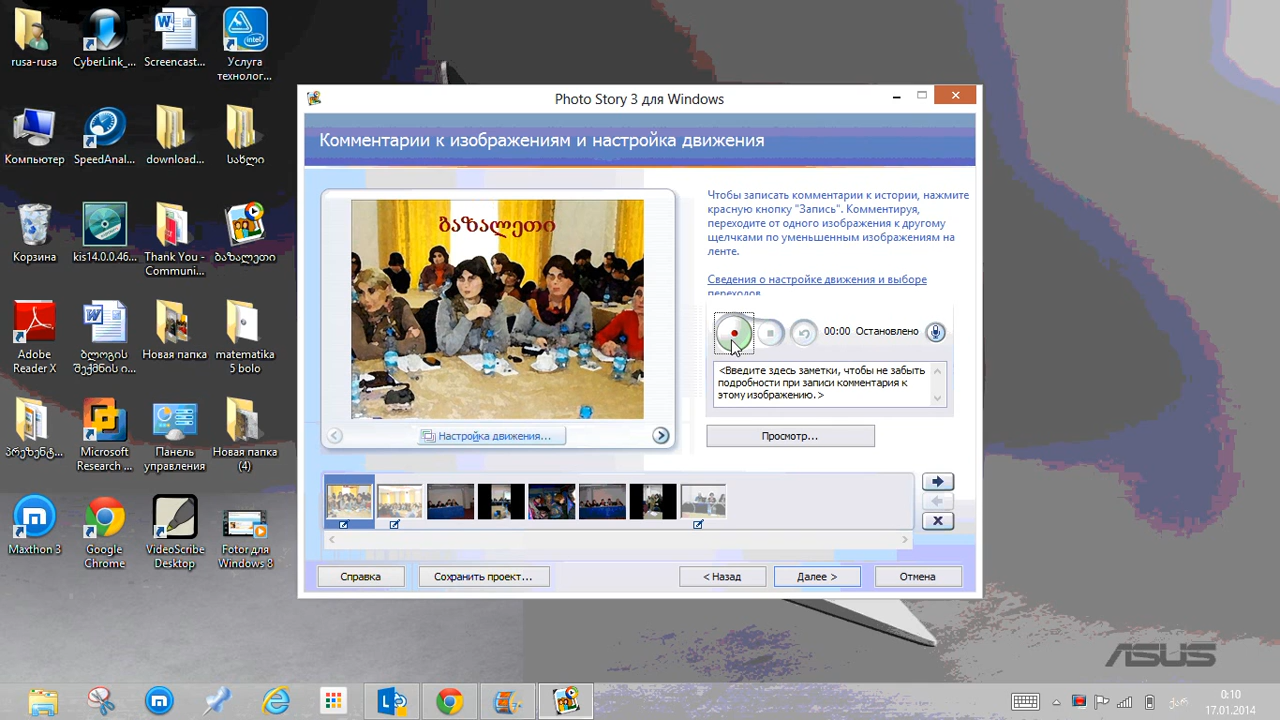 rusa-rusa
CyberLink_...
Screencast...
Услуга
технолог...
Компьютер
SpeedAnal...
download...
სახლი
Корзина
kis14.0.0.46...
Thank You -
Communi...
ბაზალეთი
Adobe
Reader X
ბლოგის
შექმნის ი...
Новая папка
matematika
5 bolo
პრეზენტ...
Microsoft
Research ...
Панель
управления
Новая папка
(4)
Maxthon 3
Google
Chrome
VideoScribe
Desktop
Fotor для
Windows 8
Photo Story 3 для Windows
Комментарии к изображениям и настройка движения
ბაზალეთი
Настройка движения...
Чтобы записать комментарии к истории, нажмите
красную кнопку "Запись". Комментируя,
переходите от одного изображения к другому
щелчками по уменьшенным изображениям на
ленте.
Сведения о настройке движения и выборе
переходов
00:00 Остановлено
<Введите здесь заметки, чтобы не забыть
подробности при записи комментария к
этому изображению.>
Просмотр...
Справка
Сохранить проект...
< Назад
Далее >
Отмена
ASUS
ქარ
0:10
17.01.2014